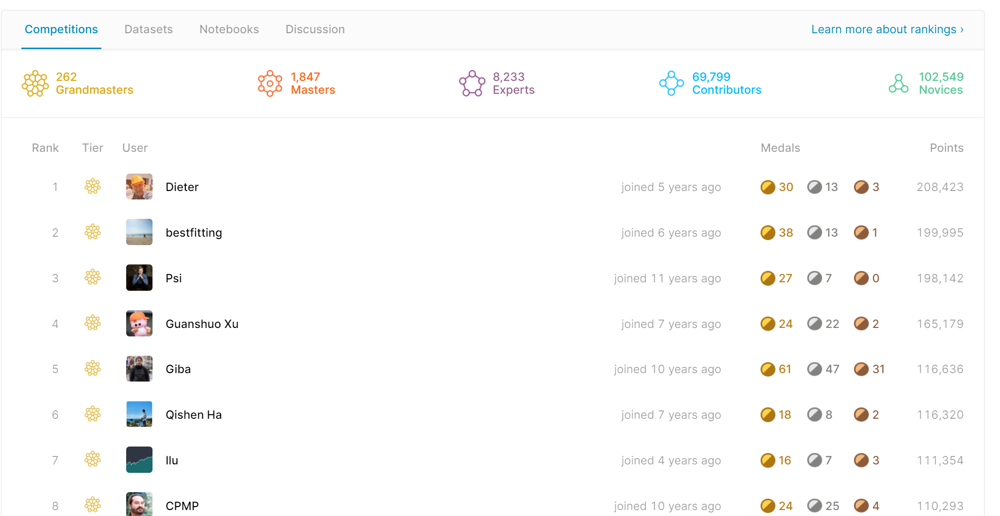 Competitions Datasets Notebooks Discussion Learn more about rankings ›
262 1,847 8,233 69,799 102,549
Grandmasters Masters Experts Contributors Novices
Rank Tier User Medals Points
1 Dieter joined 5 years ago 30 13 3 208,423
2 bestfitting joined 6 years ago 38 13 1 199,995
3 Psi joined 11 years ago 27 7 0 198,142
4 Guanshuo Xu joined 7 years ago 24 22 2 165,179
5 Giba joined 10 years ago 61 47 31 116,636
6 Qishen Ha joined 7 years ago 18 8 2 116,320
7 Ilu joined 4 years ago 16 7 3 111,354
8 CPMP joined 10 years ago 24 25 4 110,293